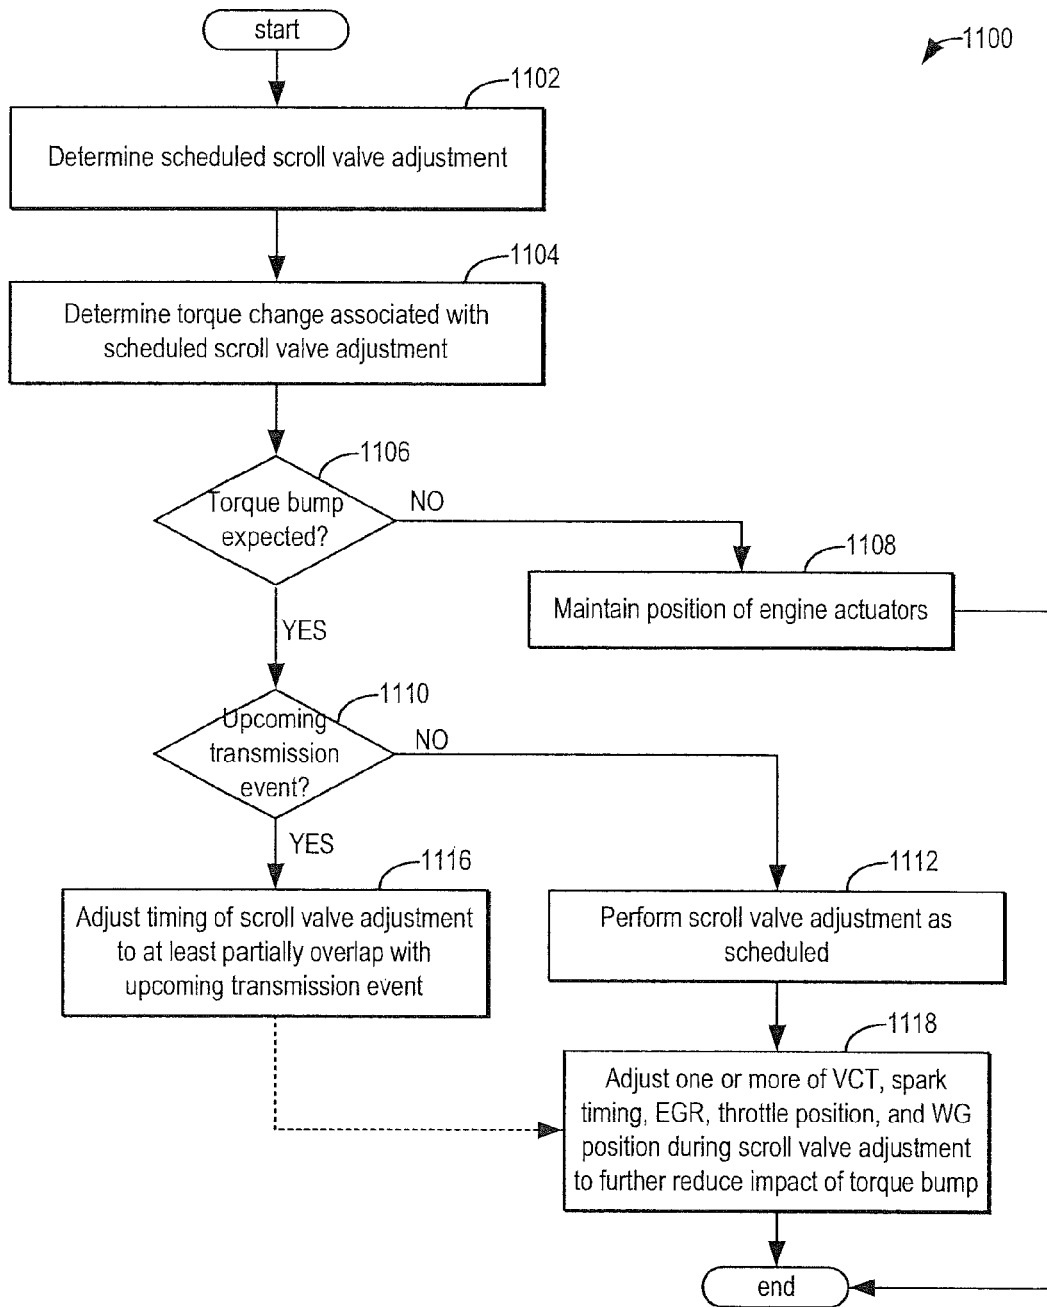 start
1100
1102
Determine scheduled scroll valve adjustment
1104
Determine torque change associated with
scheduled scroll valve adjustment
1106
Torque bump
expected?
NO
1108
Maintain position of engine actuators
YES
1110
Upcoming
transmission
event?
NO
YES
1116
Adjust timing of scroll valve adjustment
to at least partially overlap with
upcoming transmission event
1112
Perform scroll valve adjustment as
scheduled
1118
Adjust one or more of VCT, spark
timing, EGR, throttle position, and WG
position during scroll valve adjustment
to further reduce impact of torque bump
end